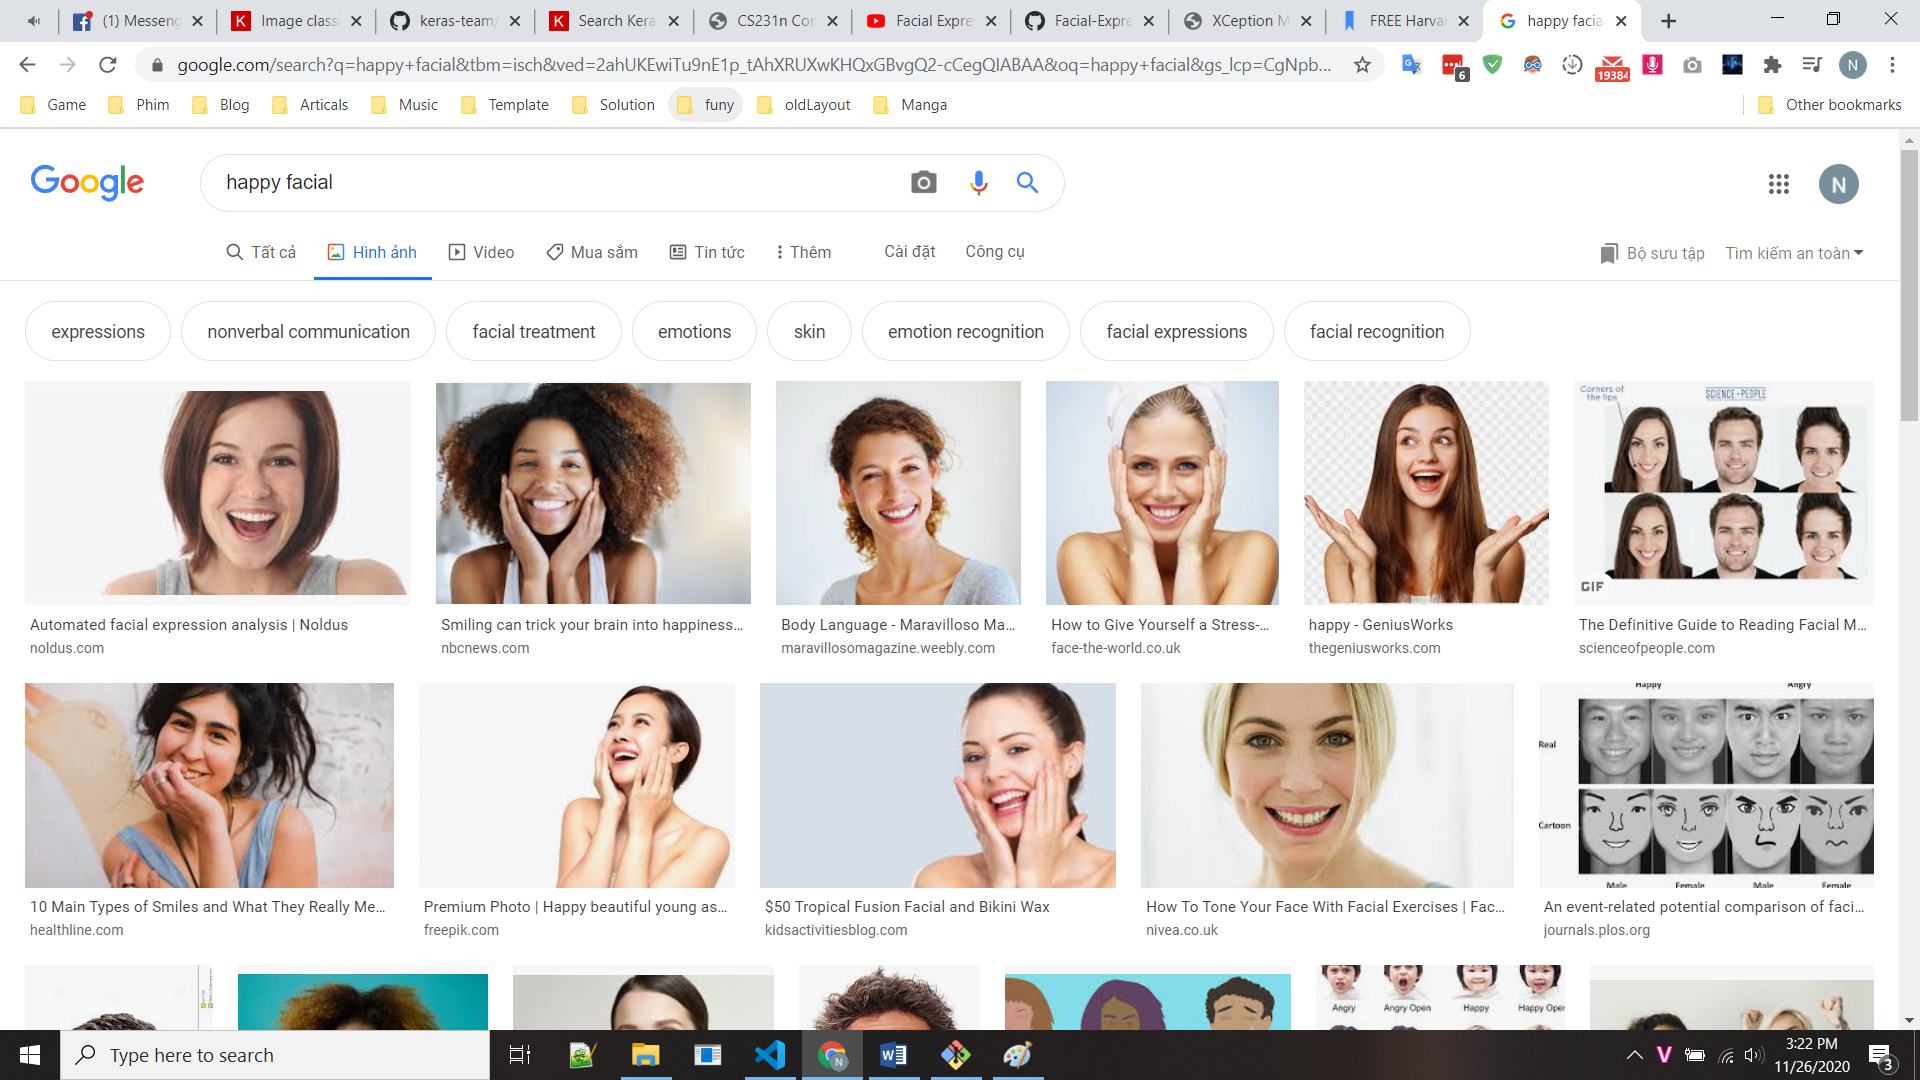 (1) Messeng
Image classi
keras-team/
Search Kera
CS231n Con
Facial Expre
Facial-Expre
XCeption M
FREE Harva
happy facia
google.com/search?q=happy+facial&tbm=isch&ved=2ahUKEwiTu9nE1p_tAhXRUXwKHQxGBvgQ2-cCegQIABAA&oq=happy+facial&gs_lcp=CgNpb...
6
19384
N
Game
Phim
Blog
Articals
Music
Template
Solution
funy
oldLayout
Manga
Other bookmarks
Google
happy facial
N
Tất cả
Hình ảnh
Video
Mua sắm
Tin tức
Thêm
Cài đặt
Công cụ
Bộ sưu tập
Tìm kiếm an toàn
expressions
nonverbal communication
facial treatment
emotions
skin
emotion recognition
facial expressions
facial recognition
Corners of
the lips
SCIENCE+PEOPLE
GIF
Automated facial expression analysis | Noldus
noldus.com
Smiling can trick your brain into happiness...
nbcnews.com
Body Language - Maravilloso Ma...
maravillosomagazine.weebly.com
How to Give Yourself a Stress-...
face-the-world.co.uk
happy - GeniusWorks
thegeniusworks.com
The Definitive Guide to Reading Facial M...
scienceofpeople.com
Happy
Angry
Real
Cartoon
Male
Female
Male
Female
10 Main Types of Smiles and What They Really Me...
healthline.com
Premium Photo | Happy beautiful young as...
freepik.com
$50 Tropical Fusion Facial and Bikini Wax
kidsactivitiesblog.com
How To Tone Your Face With Facial Exercises | Fac...
nivea.co.uk
An event-related potential comparison of faci...
journals.plos.org
Angry
Angry Open
Happy
Happy Open
Type here to search
N
V
3:22 PM
11/26/2020
3